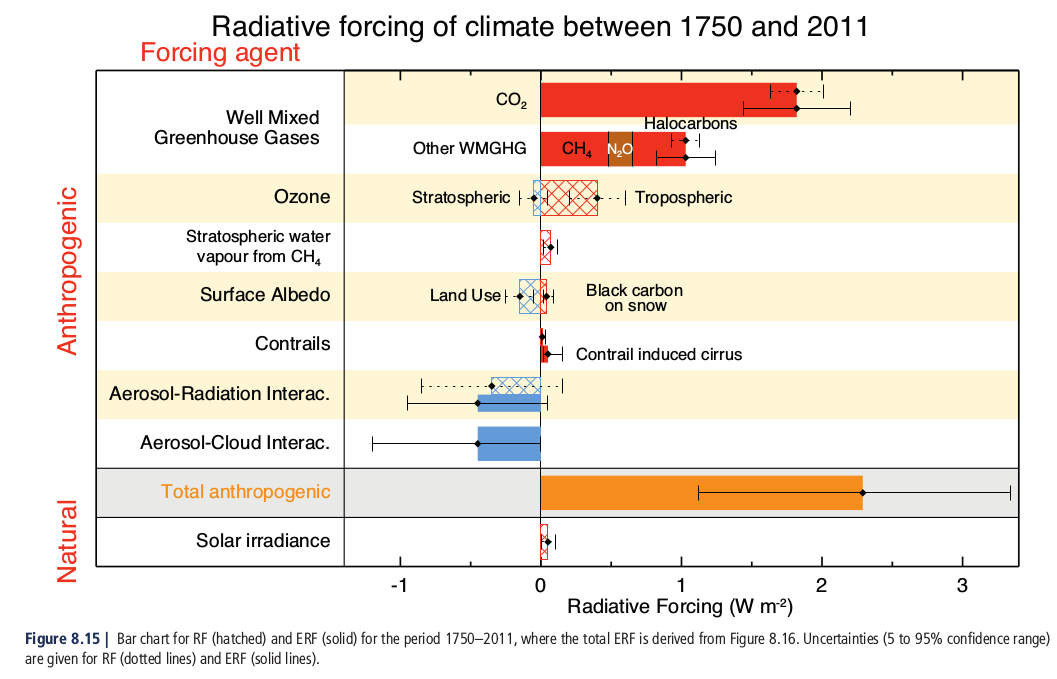 Radiative forcing of climate between 1750 and 2011
Forcing agent
Anthropogenic
Natural
Well Mixed
Greenhouse Gases
CO₂
Halocarbons
Other WMGHG
CH₄
N₂O
Ozone
Stratospheric
Tropospheric
Stratospheric water
vapour from CH₄
Surface Albedo
Land Use
Black carbon
on snow
Contrails
Contrail induced cirrus
Aerosol-Radiation Interac.
Aerosol-Cloud Interac.
Total anthropogenic
Solar irradiance
-1 0 1 2 3
Radiative Forcing (W m⁻²)
Figure 8.15 | Bar chart for RF (hatched) and ERF (solid) for the period 1750–2011, where the total ERF is derived from Figure 8.16. Uncertainties (5 to 95% confidence range)
are given for RF (dotted lines) and ERF (solid lines).